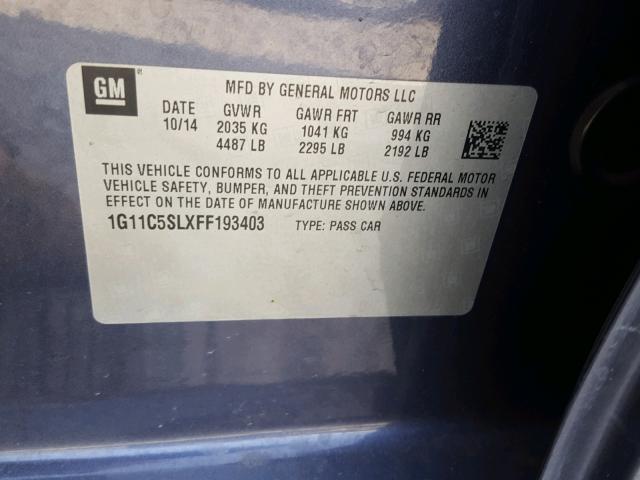 GM
MFD BY GENERAL MOTORS LLC
DATE GVWR GAWR FRT GAWR RR
10/14 2035 KG 1041 KG 994 KG
4487 LB 2295 LB 2192 LB
THIS VEHICLE CONFORMS TO ALL APPLICABLE U.S. FEDERAL MOTOR
VEHICLE SAFETY, BUMPER, AND THEFT PREVENTION STANDARDS IN
EFFECT ON THE DATE OF MANUFACTURE SHOWN ABOVE.
1G11C5SLXFF193403 TYPE: PASS CAR